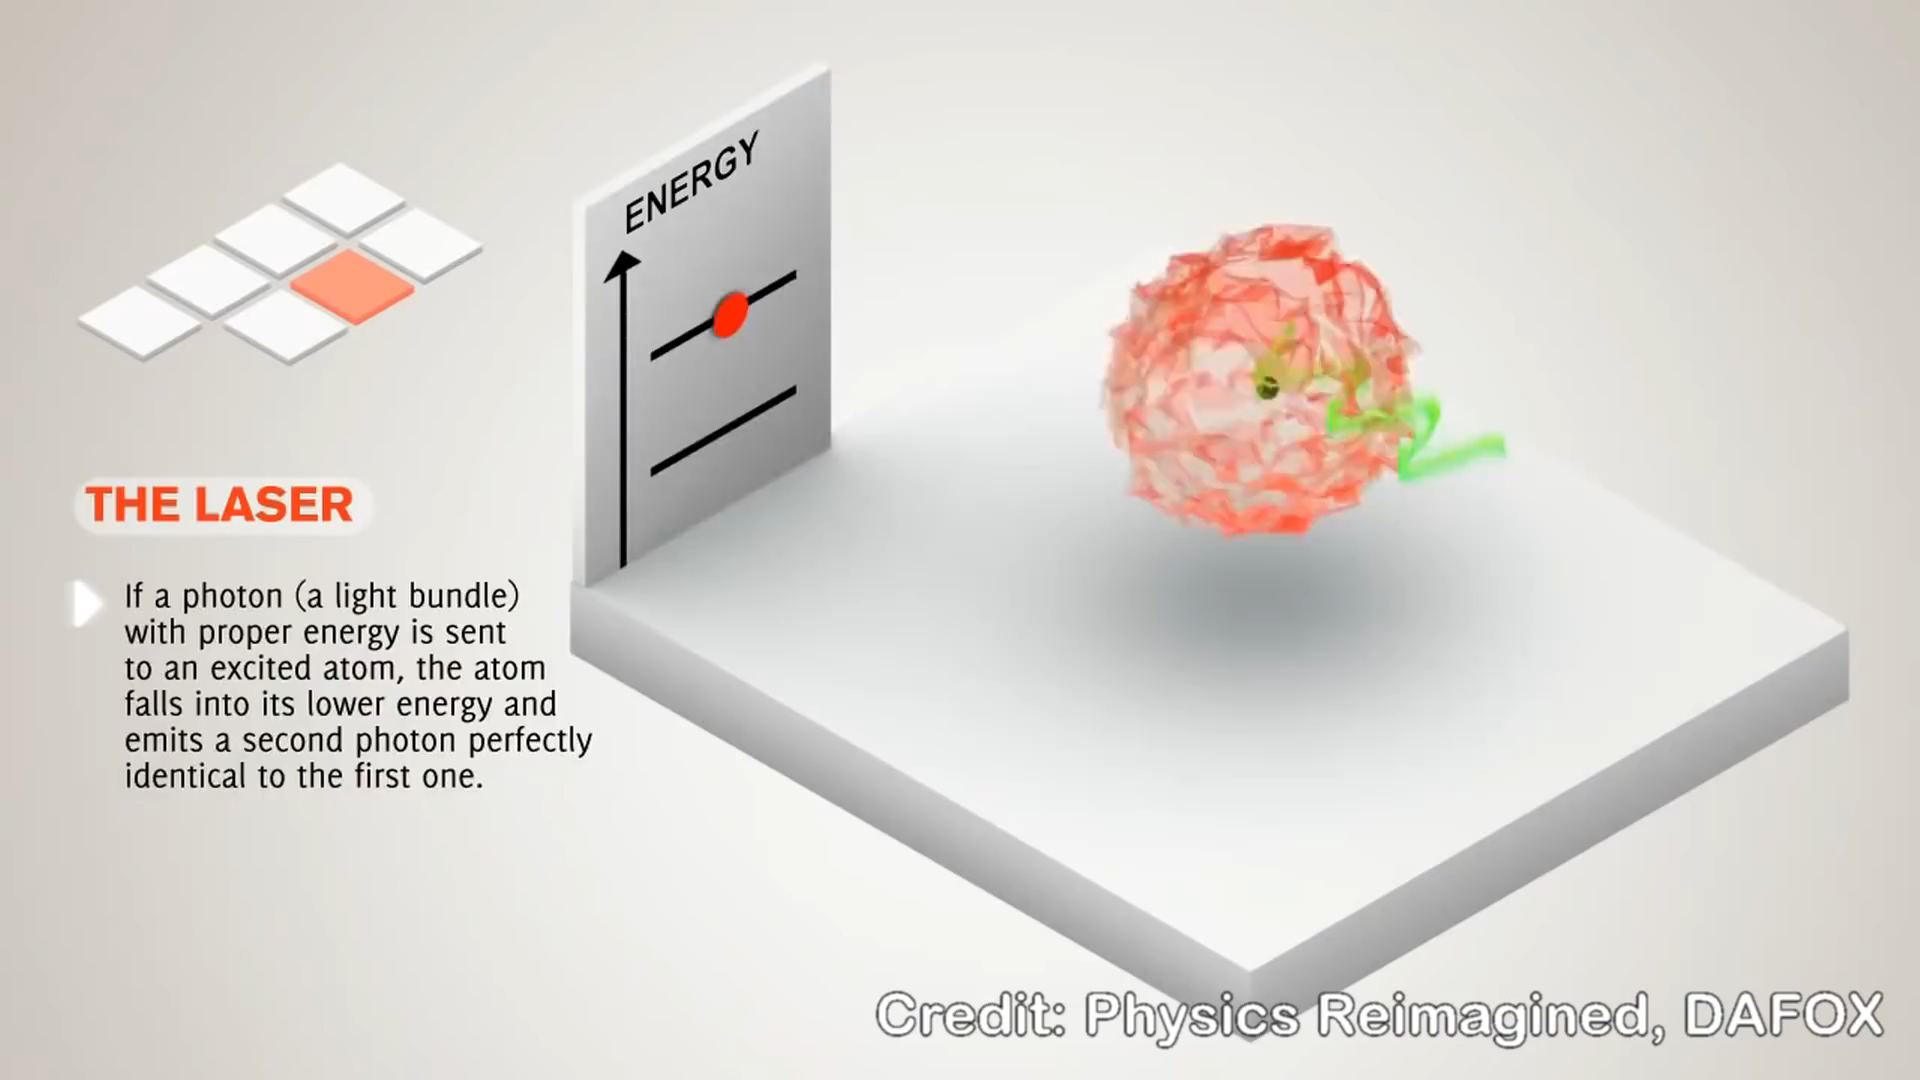 ENERGY
THE LASER
If a photon (a light bundle)
with proper energy is sent
to an excited atom, the atom
falls into its lower energy and
emits a second photon perfectly
identical to the first one.
Credit: Physics Reimagined, DAFOX